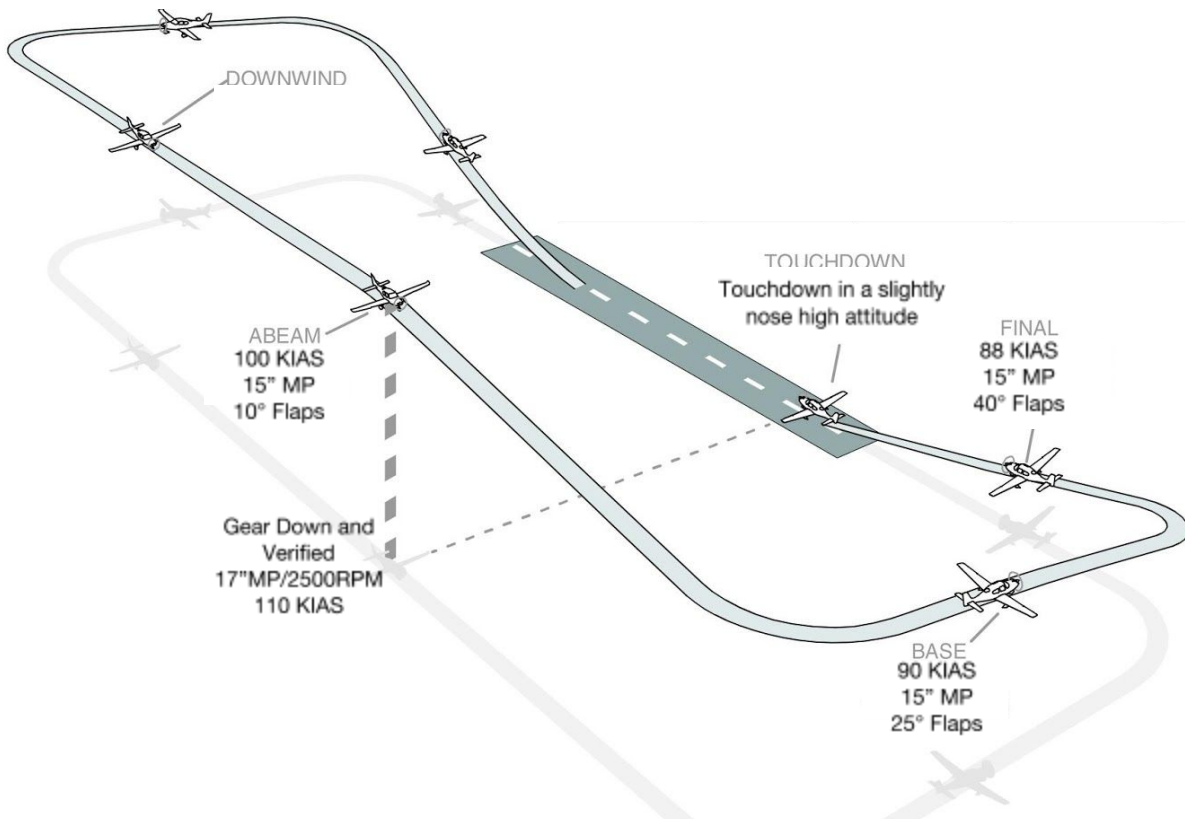 DOWNWIND
TOUCHDOWN
Touchdown in a slightly
nose high attitude
ABEAM
100 KIAS
15” MP
10° Flaps
FINAL
88 KIAS
15” MP
40° Flaps
Gear Down and
Verified
17”MP/2500RPM
110 KIAS
BASE
90 KIAS
15” MP
25° Flaps